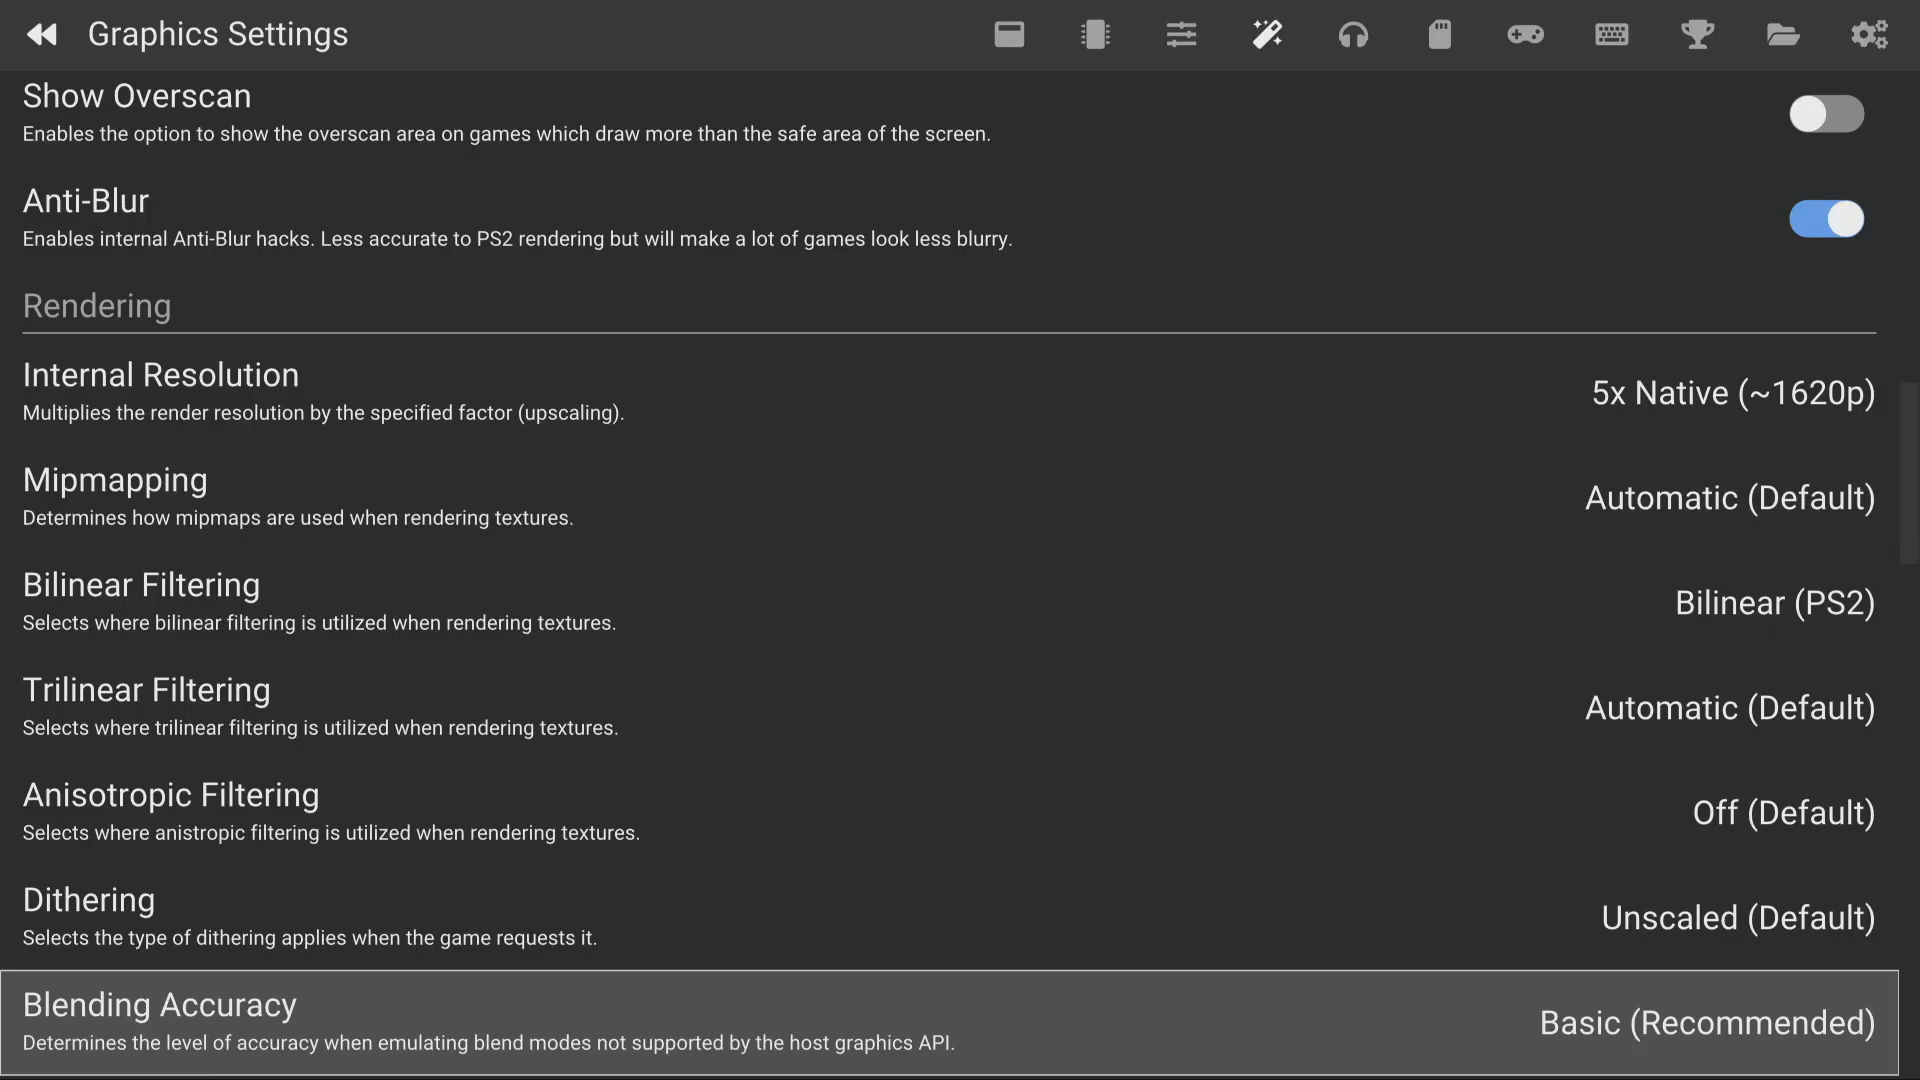 Graphics Settings
Show Overscan
Enables the option to show the overscan area on games which draw more than the safe area of the screen.
Anti-Blur
Enables internal Anti-Blur hacks. Less accurate to PS2 rendering but will make a lot of games look less blurry.
Rendering
Internal Resolution
Multiplies the render resolution by the specified factor (upscaling).
5x Native (~1620p)
Mipmapping
Determines how mipmaps are used when rendering textures.
Automatic (Default)
Bilinear Filtering
Selects where bilinear filtering is utilized when rendering textures.
Bilinear (PS2)
Trilinear Filtering
Selects where trilinear filtering is utilized when rendering textures.
Automatic (Default)
Anisotropic Filtering
Selects where anistropic filtering is utilized when rendering textures.
Off (Default)
Dithering
Selects the type of dithering applies when the game requests it.
Unscaled (Default)
Blending Accuracy
Determines the level of accuracy when emulating blend modes not supported by the host graphics API.
Basic (Recommended)